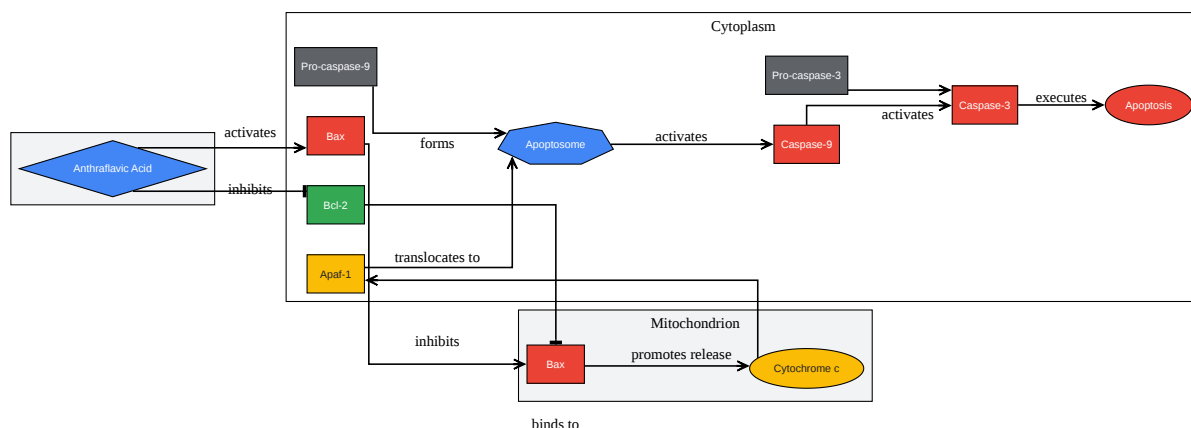 Cytoplasm
Pro-caspase-9
Pro-caspase-3
Caspase-3
executes
Apoptosis
activates
Bax
forms
Apoptosome
activates
Caspase-9
activates
Anthraflavic Acid
inhibits
Bcl-2
translocates to
Apaf-1
Mitochondrion
inhibits
Bax
promotes release
Cytochrome c
binds to